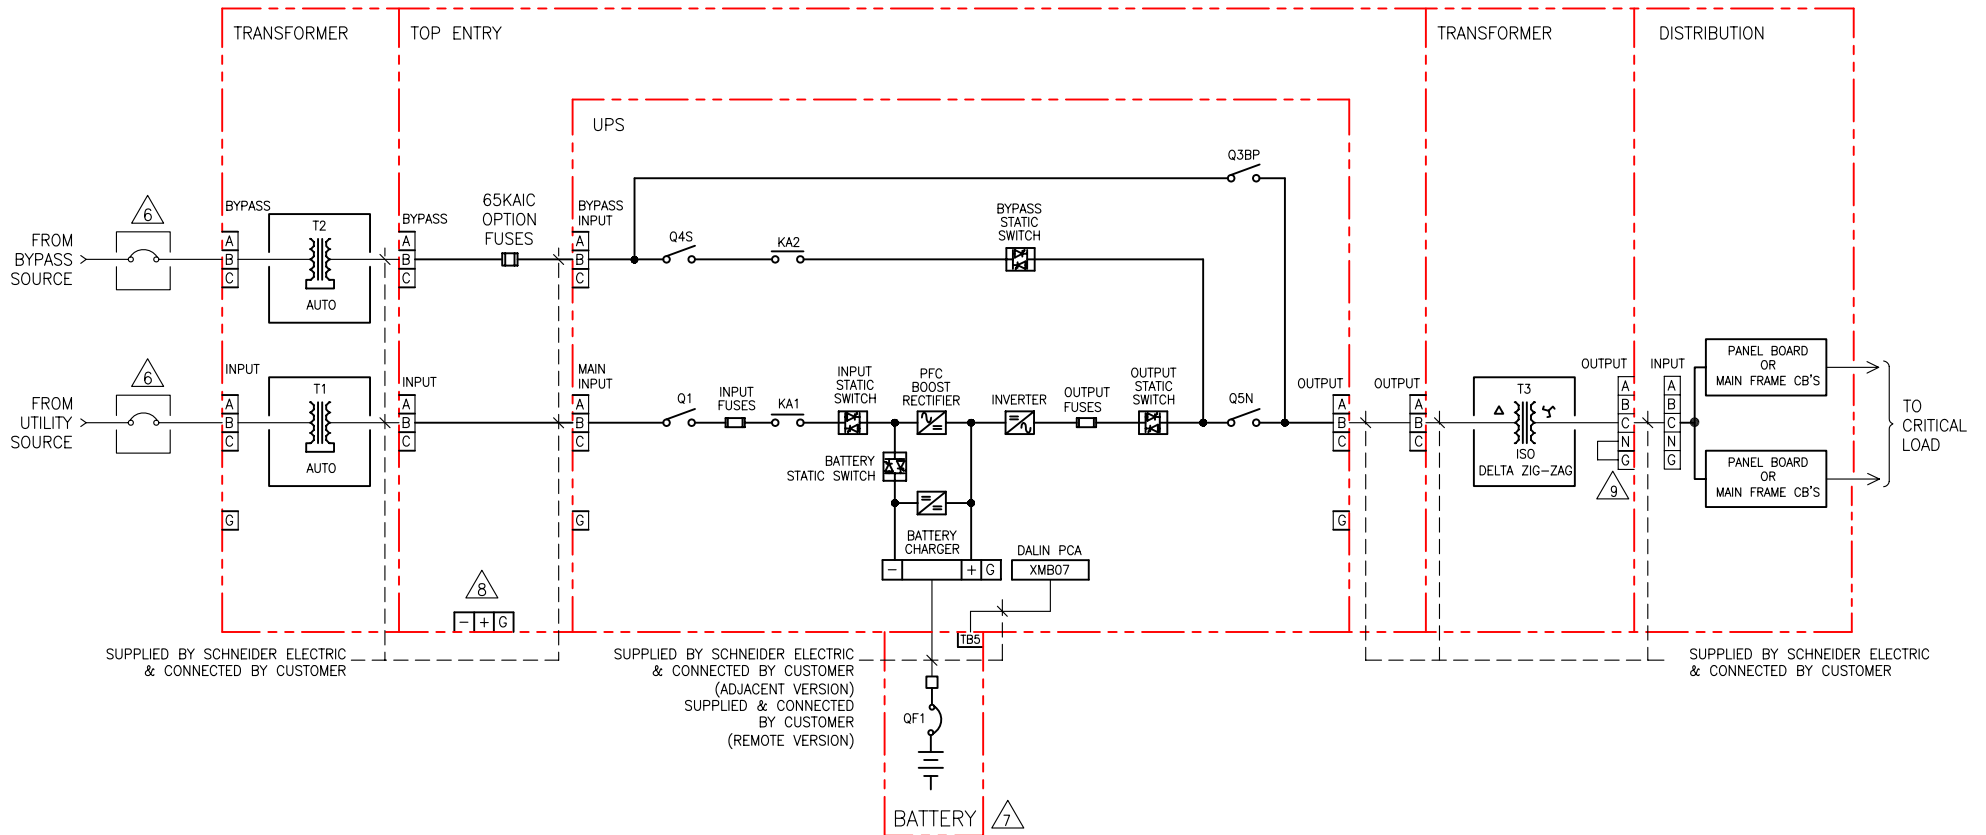 TRANSFORMER
TOP ENTRY
TRANSFORMER
DISTRIBUTION
UPS
Q3BP
6
BYPASS
T2
AUTO
BYPASS
65KAIC
OPTION
FUSES
BYPASS
INPUT
Q4S
KA2
BYPASS
STATIC
SWITCH
FROM
BYPASS
SOURCE
A
B
C
A
B
C
A
B
C
6
INPUT
T1
AUTO
INPUT
MAIN
INPUT
Q1
INPUT
FUSES
KA1
INPUT
STATIC
SWITCH
PFC
BOOST
RECTIFIER
INVERTER
OUTPUT
FUSES
OUTPUT
STATIC
SWITCH
Q5N
OUTPUT
OUTPUT
T3
ISO
DELTA ZIG-ZAG
OUTPUT
INPUT
PANEL BOARD
OR
MAIN FRAME CB'S
PANEL BOARD
OR
MAIN FRAME CB'S
TO
CRITICAL
LOAD
FROM
UTILITY
SOURCE
A
B
C
A
B
C
A
B
C
A
B
C
A
B
C
A
B
C
N
G
A
B
C
N
G
9
BATTERY
STATIC SWITCH
G
G
G
BATTERY
CHARGER
- + G
DALIN PCA
XMB07
8
- + G
TB5
SUPPLIED BY SCHNEIDER ELECTRIC
& CONNECTED BY CUSTOMER
SUPPLIED BY SCHNEIDER ELECTRIC
& CONNECTED BY CUSTOMER
(ADJACENT VERSION)
SUPPLIED & CONNECTED
BY CUSTOMER
(REMOTE VERSION)
SUPPLIED BY SCHNEIDER ELECTRIC
& CONNECTED BY CUSTOMER
QF1
BATTERY
7